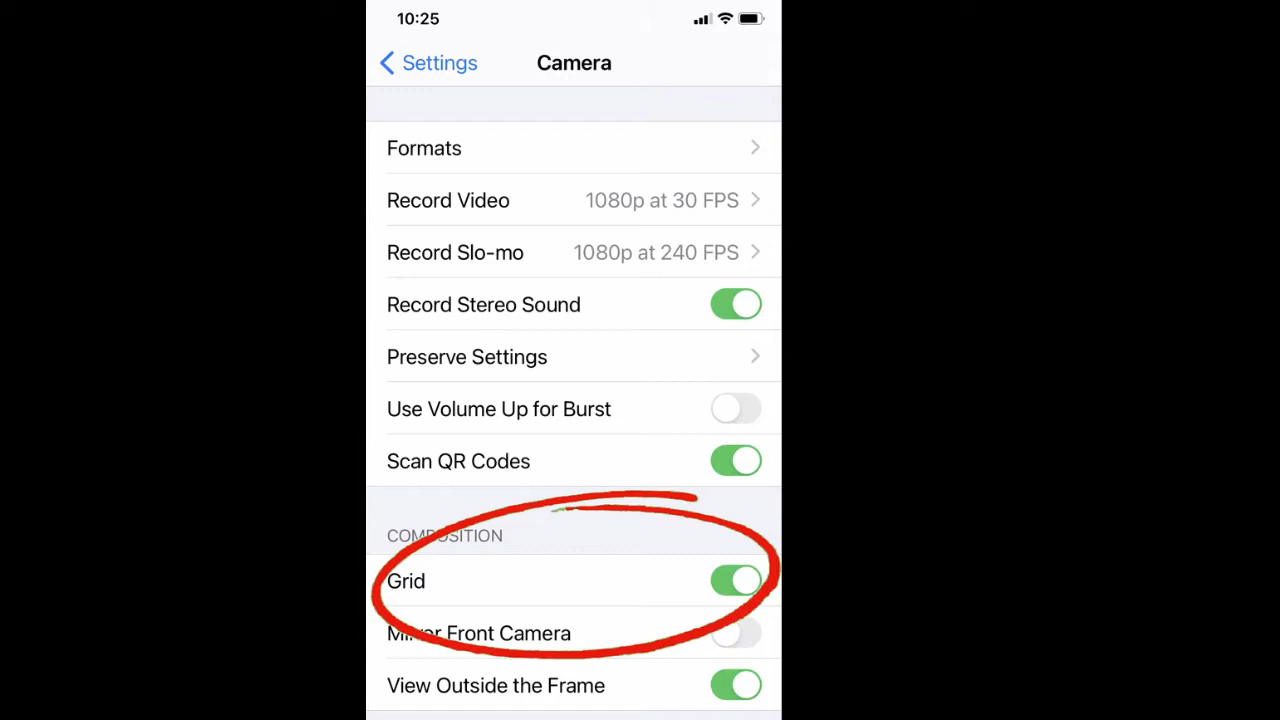 10:25
Settings
Camera
Formats
Record Video 1080p at 30 FPS
Record Slo-mo 1080p at 240 FPS
Record Stereo Sound
Preserve Settings
Use Volume Up for Burst
Scan QR Codes
COMPOSITION
Grid
Mirror Front Camera
View Outside the Frame